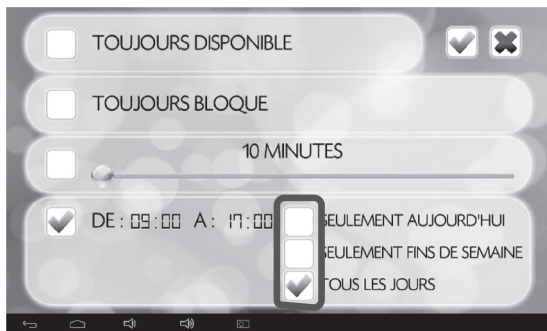 TOUJOURS DISPONIBLE
TOUJOURS BLOQUE
10 MINUTES
DE : 09:00 A : 17:00
SEULEMENT AUJOURD'HUI
SEULEMENT FINS DE SEMAINE
TOUS LES JOURS